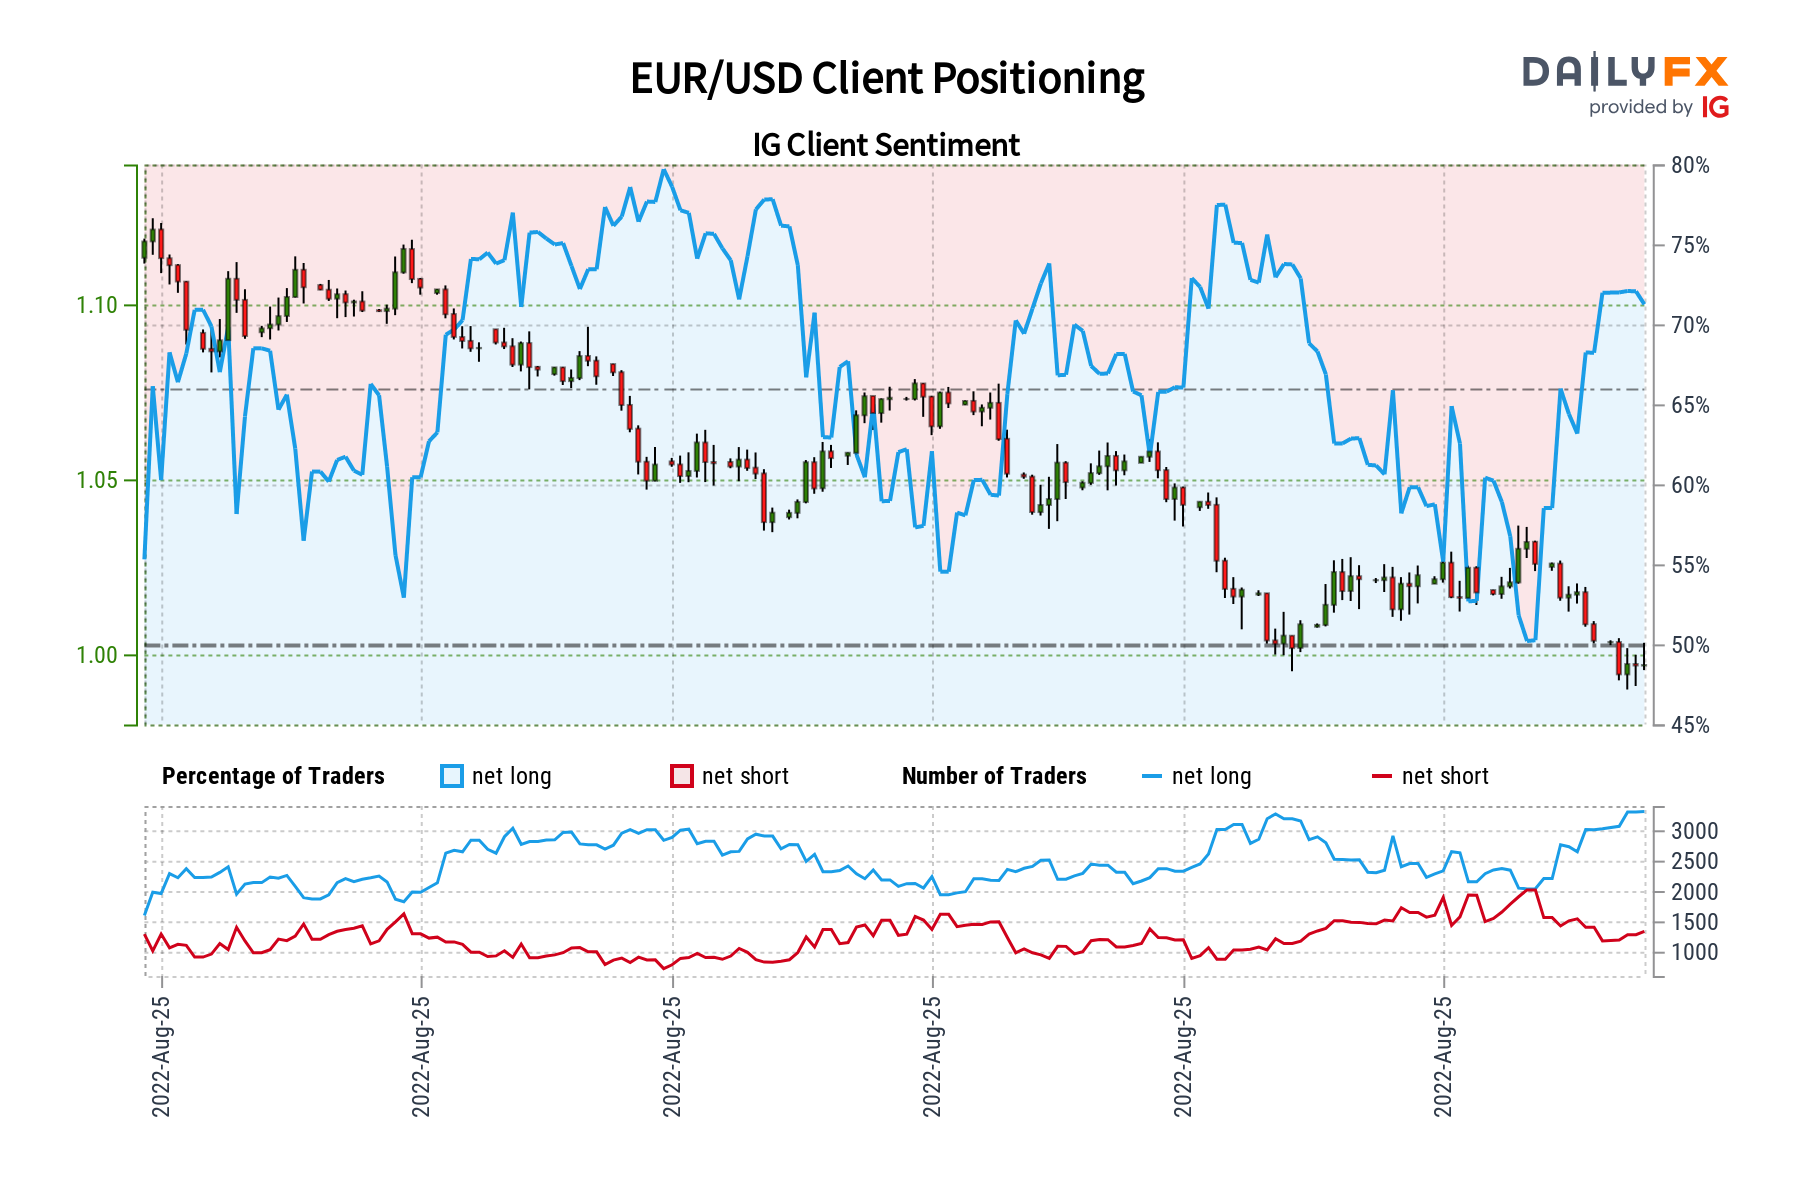 EUR/USD Client Positioning
DAILYFX
provided by IG
IG Client Sentiment
80%
75%
1.10
70%
65%
1.05
60%
55%
1.00
50%
45%
Percentage of Traders net long net short Number of Traders net long net short
3000
2500
2000
1500
1000
2022-Aug-25
2022-Aug-25
2022-Aug-25
2022-Aug-25
2022-Aug-25
2022-Aug-25